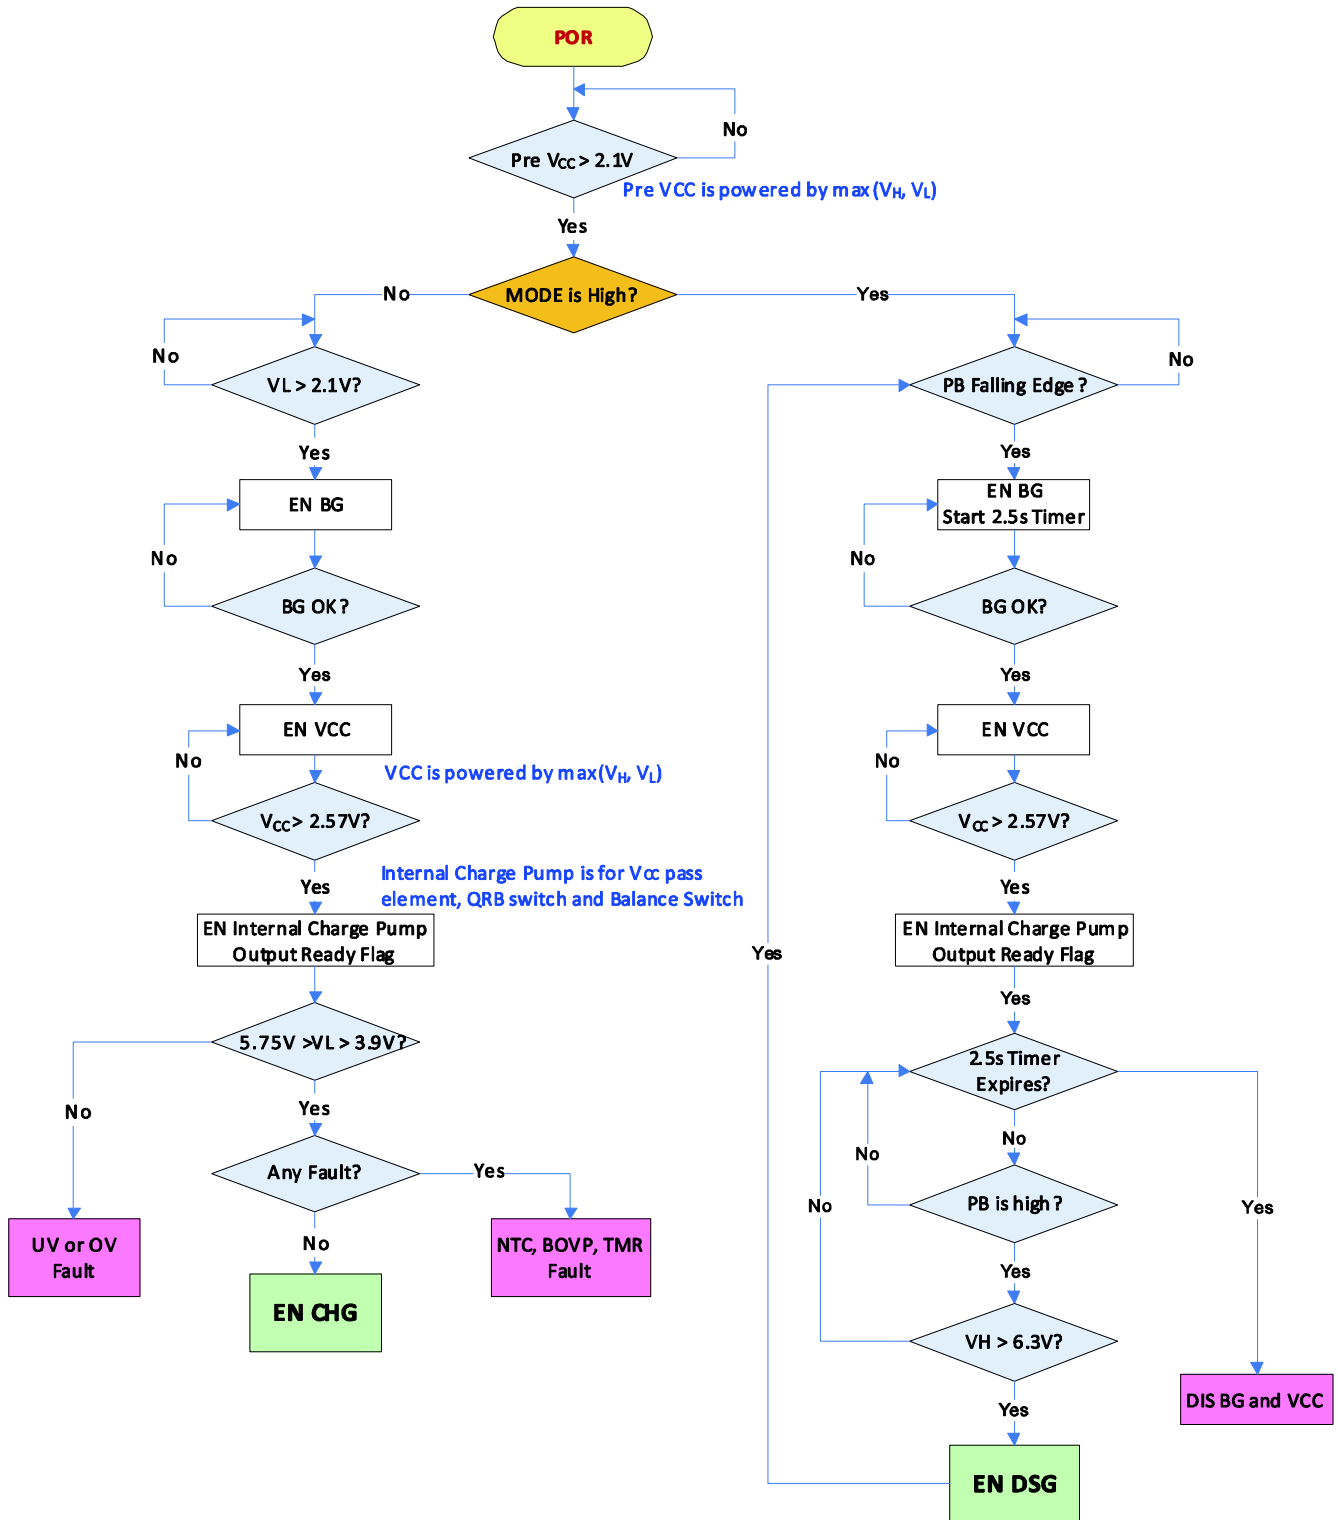 POR
No
Pre VCC > 2.1V
Pre VCC is powered by max (VH, VL)
Yes
No
MODE is High?
Yes
No
VL > 2.1V?
PB Falling Edge ?
No
Yes
Yes
EN BG
EN BG
Start 2.5s Timer
No
No
BG OK ?
BG OK?
Yes
Yes
EN VCC
EN VCC
No
VCC is powered by max (VH, VL)
No
VCC > 2.57V?
VCC > 2.57V?
Yes
Internal Charge Pump is for Vcc pass
element, QRB switch and Balance Switch
Yes
EN Internal Charge Pump
Output Ready Flag
Yes
EN Internal Charge Pump
Output Ready Flag
Yes
5.75V >VL > 3.9V?
2.5s Timer
Expires?
No
Yes
No
No
Any Fault?
Yes
No
PB is high ?
Yes
UV or OV
Fault
No
NTC, BOVP, TMR
Fault
Yes
EN CHG
VH > 6.3V?
DIS BG and VCC
Yes
EN DSG